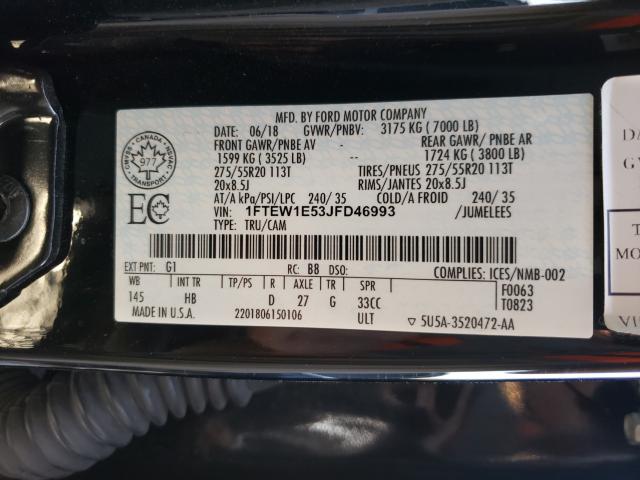 MFD. BY FORD MOTOR COMPANY
DATE: 06/18 GVWR/PNBV: 3175 KG (7000 LB)
FRONT GAWR/PNBE AV REAR GAWR/ PNBE AR
1599 KG (3525 LB) -- 1724 KG (3800 LB)
275/55R20 113T TIRES/PNEUS 275/55R20 113T
20x8.5J RIMS/JANTES 20x8.5J
AT/A kPa/PSI/LPC 240/ 35 COLD/A FROID 240/ 35
VIN: 1FTEW1E53JFD46993 /JUMELEES
TYPE: TRU/CAM
CANADA
977
TRANSPORT
EC
EXT PNT: G1 RC: B8 DSO: COMPLIES: ICES/NMB-002
WB INT TR TP/PS R AXLE TR SPR F0063
145 HB D 27 G 33CC T0823
MADE IN U.S.A. 2201806150106 ULT ▽ 5U5A-3520472-AA